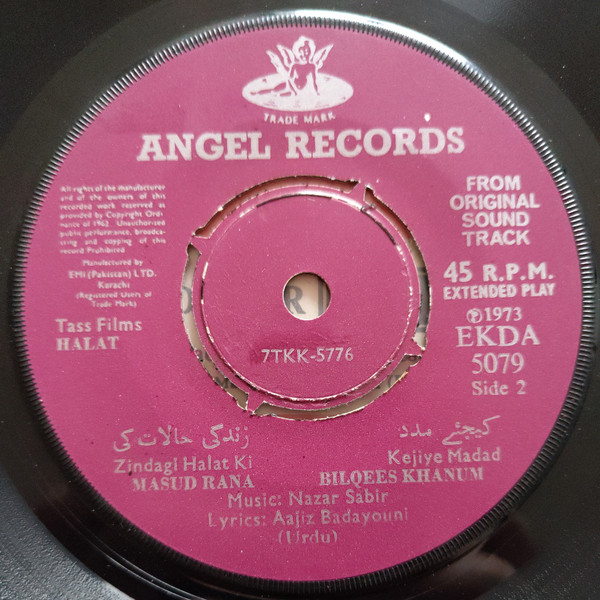 TRADE MARK
ANGEL RECORDS
All rights of the manufacturer
and of the owners of this
recorded work reserved as
provided by Copyright Ordi-
nance of 1962. Unauthorised
public performance, broadcas-
ting and copying of this
record Prohibited
Manufactured by
EMI (Pakistan) LTD.
Karachi
(Registered Users of
Trade Mark)
Tass Films
HALAT
FROM
ORIGINAL
SOUND
TRACK
45 R.P.M.
EXTENDED PLAY
℗1973
EKDA
5079
Side 2
7TKK-5776
زندگی حالات کی
Zindagi Halat Ki
MASUD RANA
کیجئے مدد
Kejiye Madad
BILQEES KHANUM
Music: Nazar Sabir
Lyrics: Aajiz Badayouni
(Urdu)